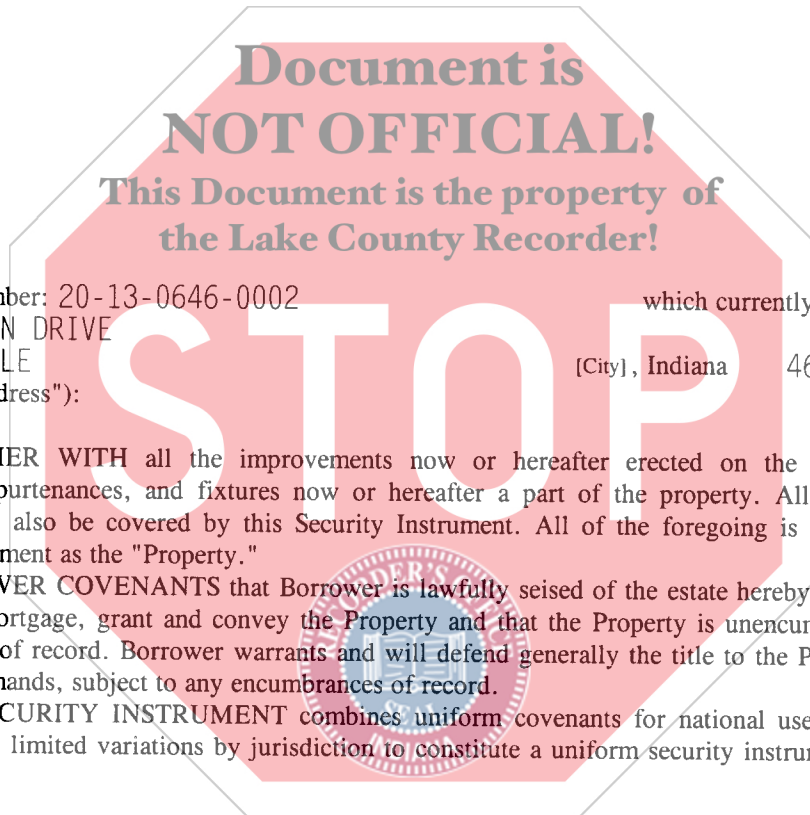 Document is
NOT OFFICIAL!
This Document is the property of
the Lake County Recorder!
nber: 20-13-0646-0002 which currently
N DRIVE
LE [City], Indiana 46
dress"):
STOP
IER WITH all the improvements now or hereafter erected on the
purtenances, and fixtures now or hereafter a part of the property. All
also be covered by this Security Instrument. All of the foregoing is
ment as the "Property."
VER COVENANTS that Borrower is lawfully seised of the estate hereby
ortgage, grant and convey the Property and that the Property is unencum
of record. Borrower warrants and will defend generally the title to the P
nands, subject to any encumbrances of record.
CURITY INSTRUMENT combines uniform covenants for national use
limited variations by jurisdiction to constitute a uniform security instrum
SEAL